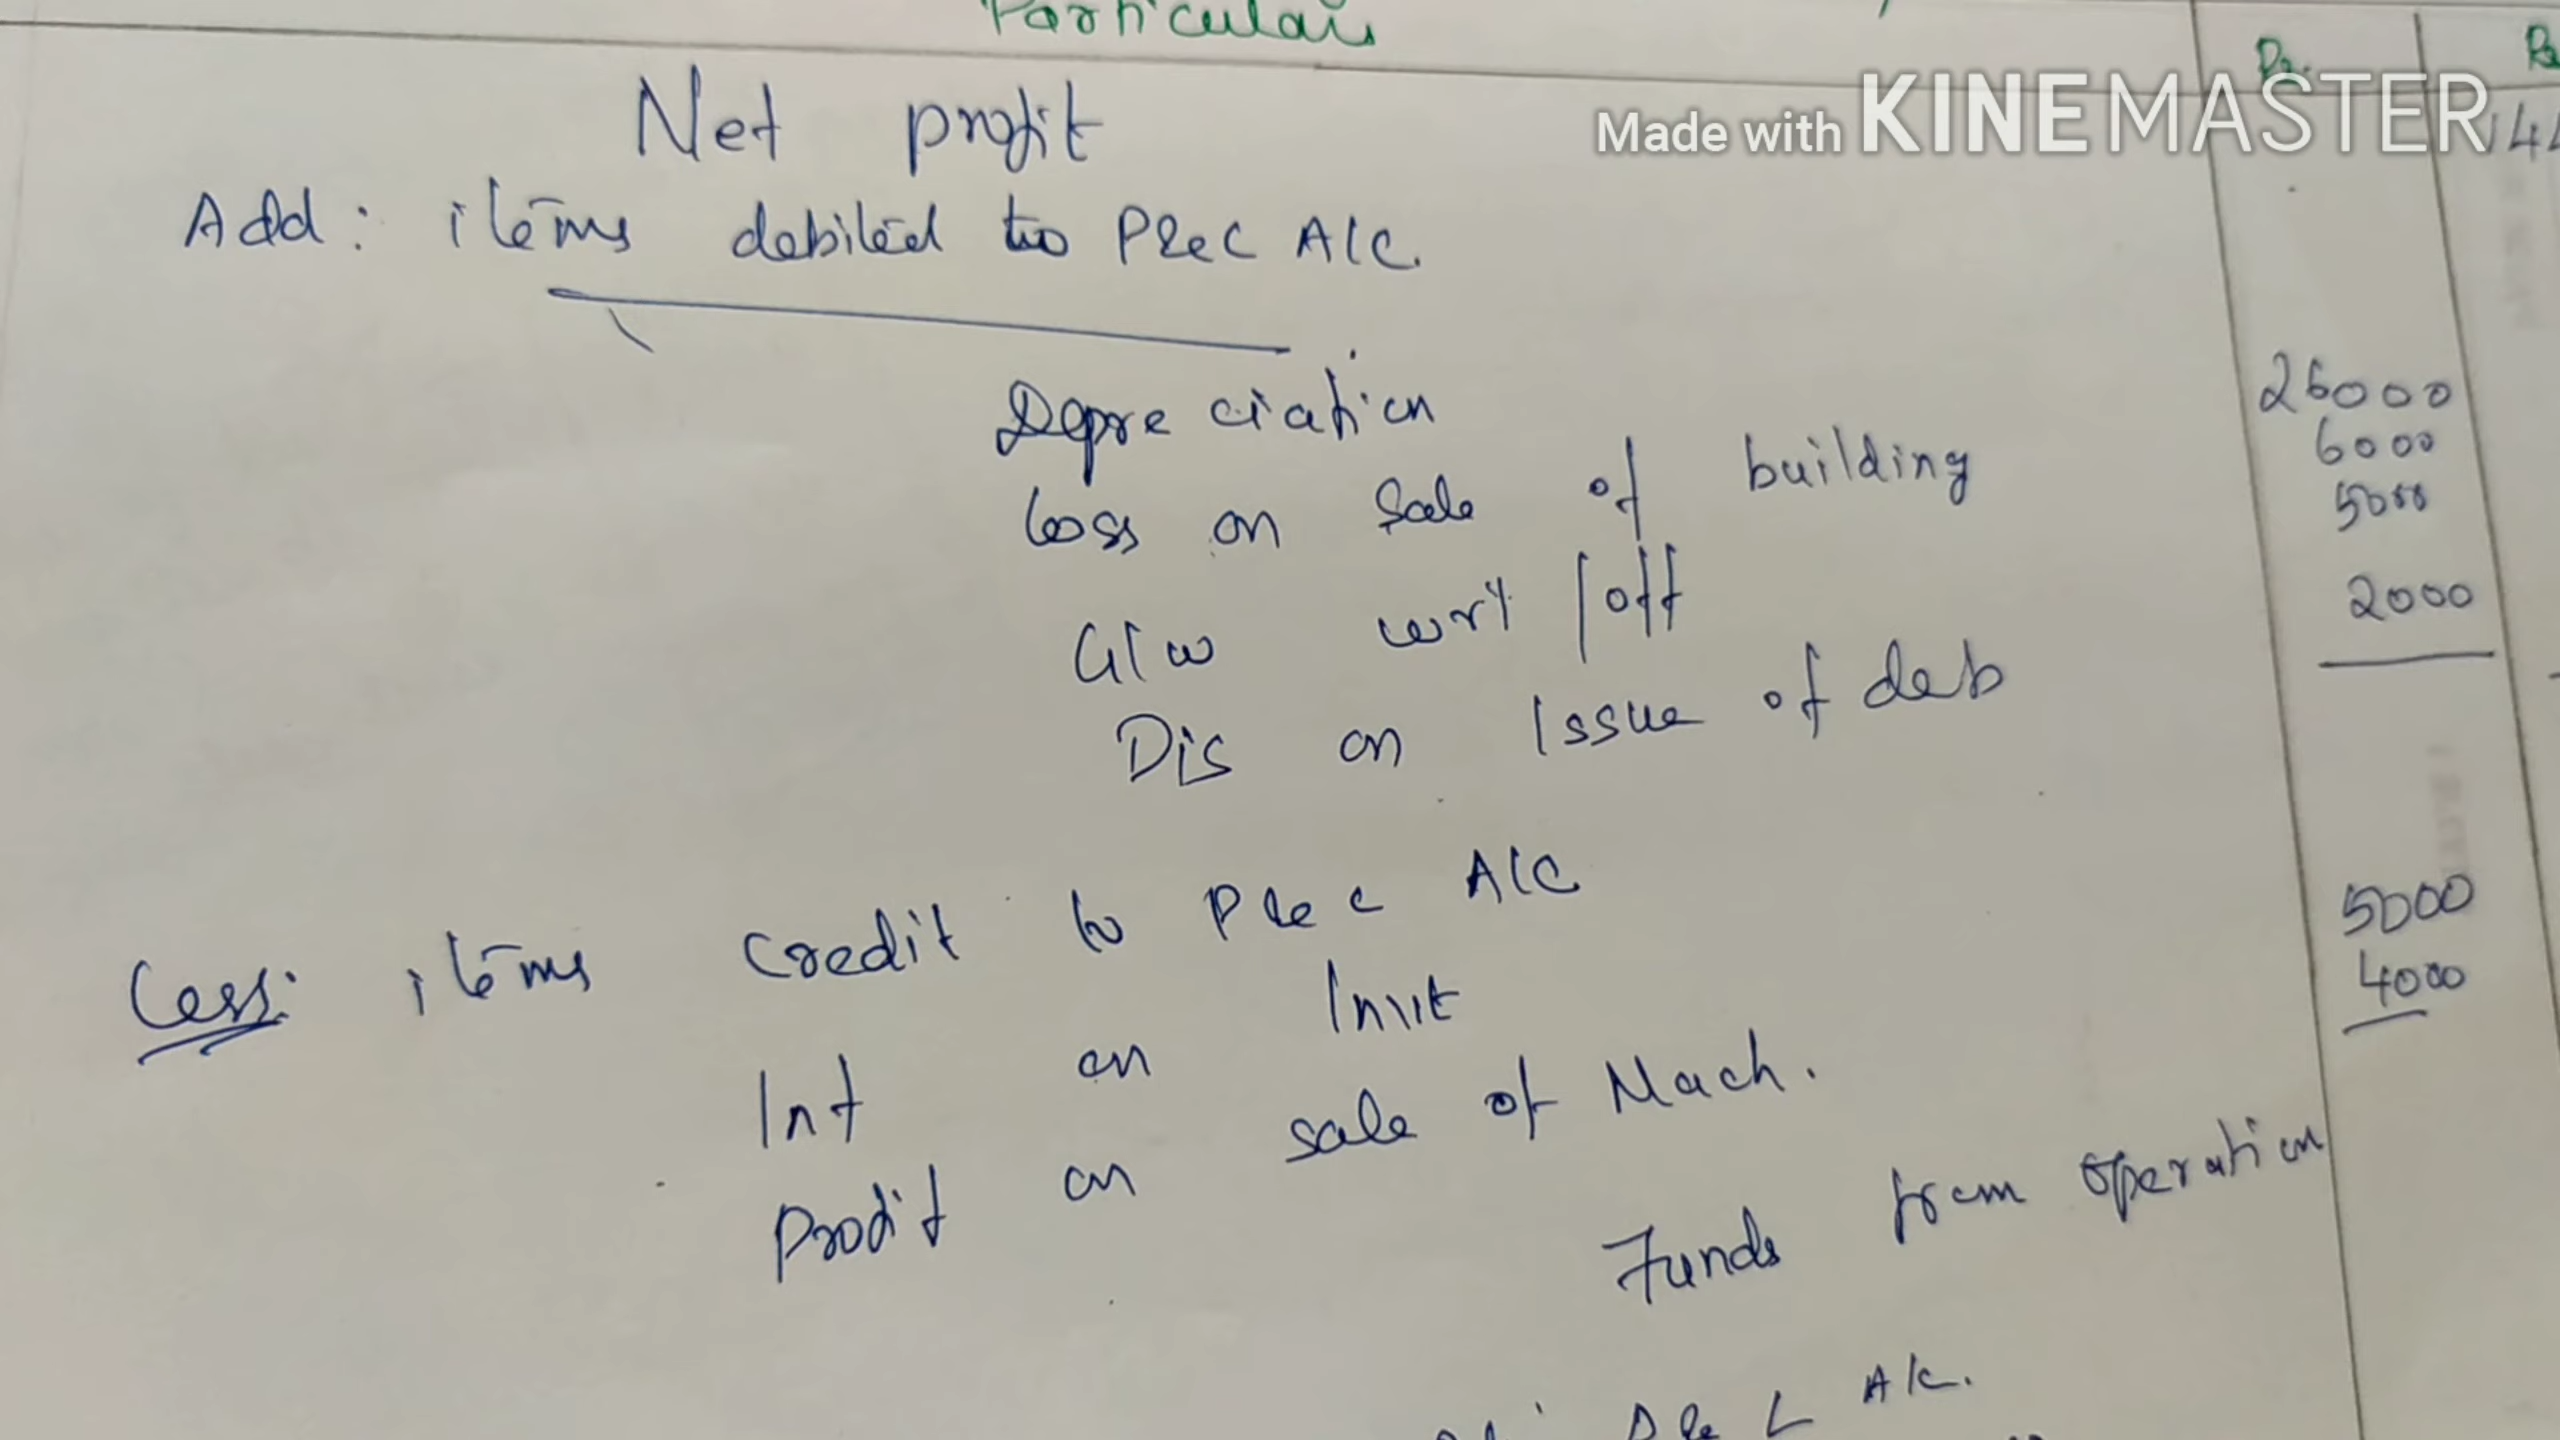 Particulars
Rs.
Made with KINEMASTER
Net profit
Add: items debited to P&L A/C.
Depreciation 26000
loss on sale of building 6000
G/w wrt/off 5000
Dis on Issue of deb 2000
Less: items credit to P&L A/C
Int on Invt 5000
Profit on sale of Mach. 4000
Funds from operation
P&L A/c.